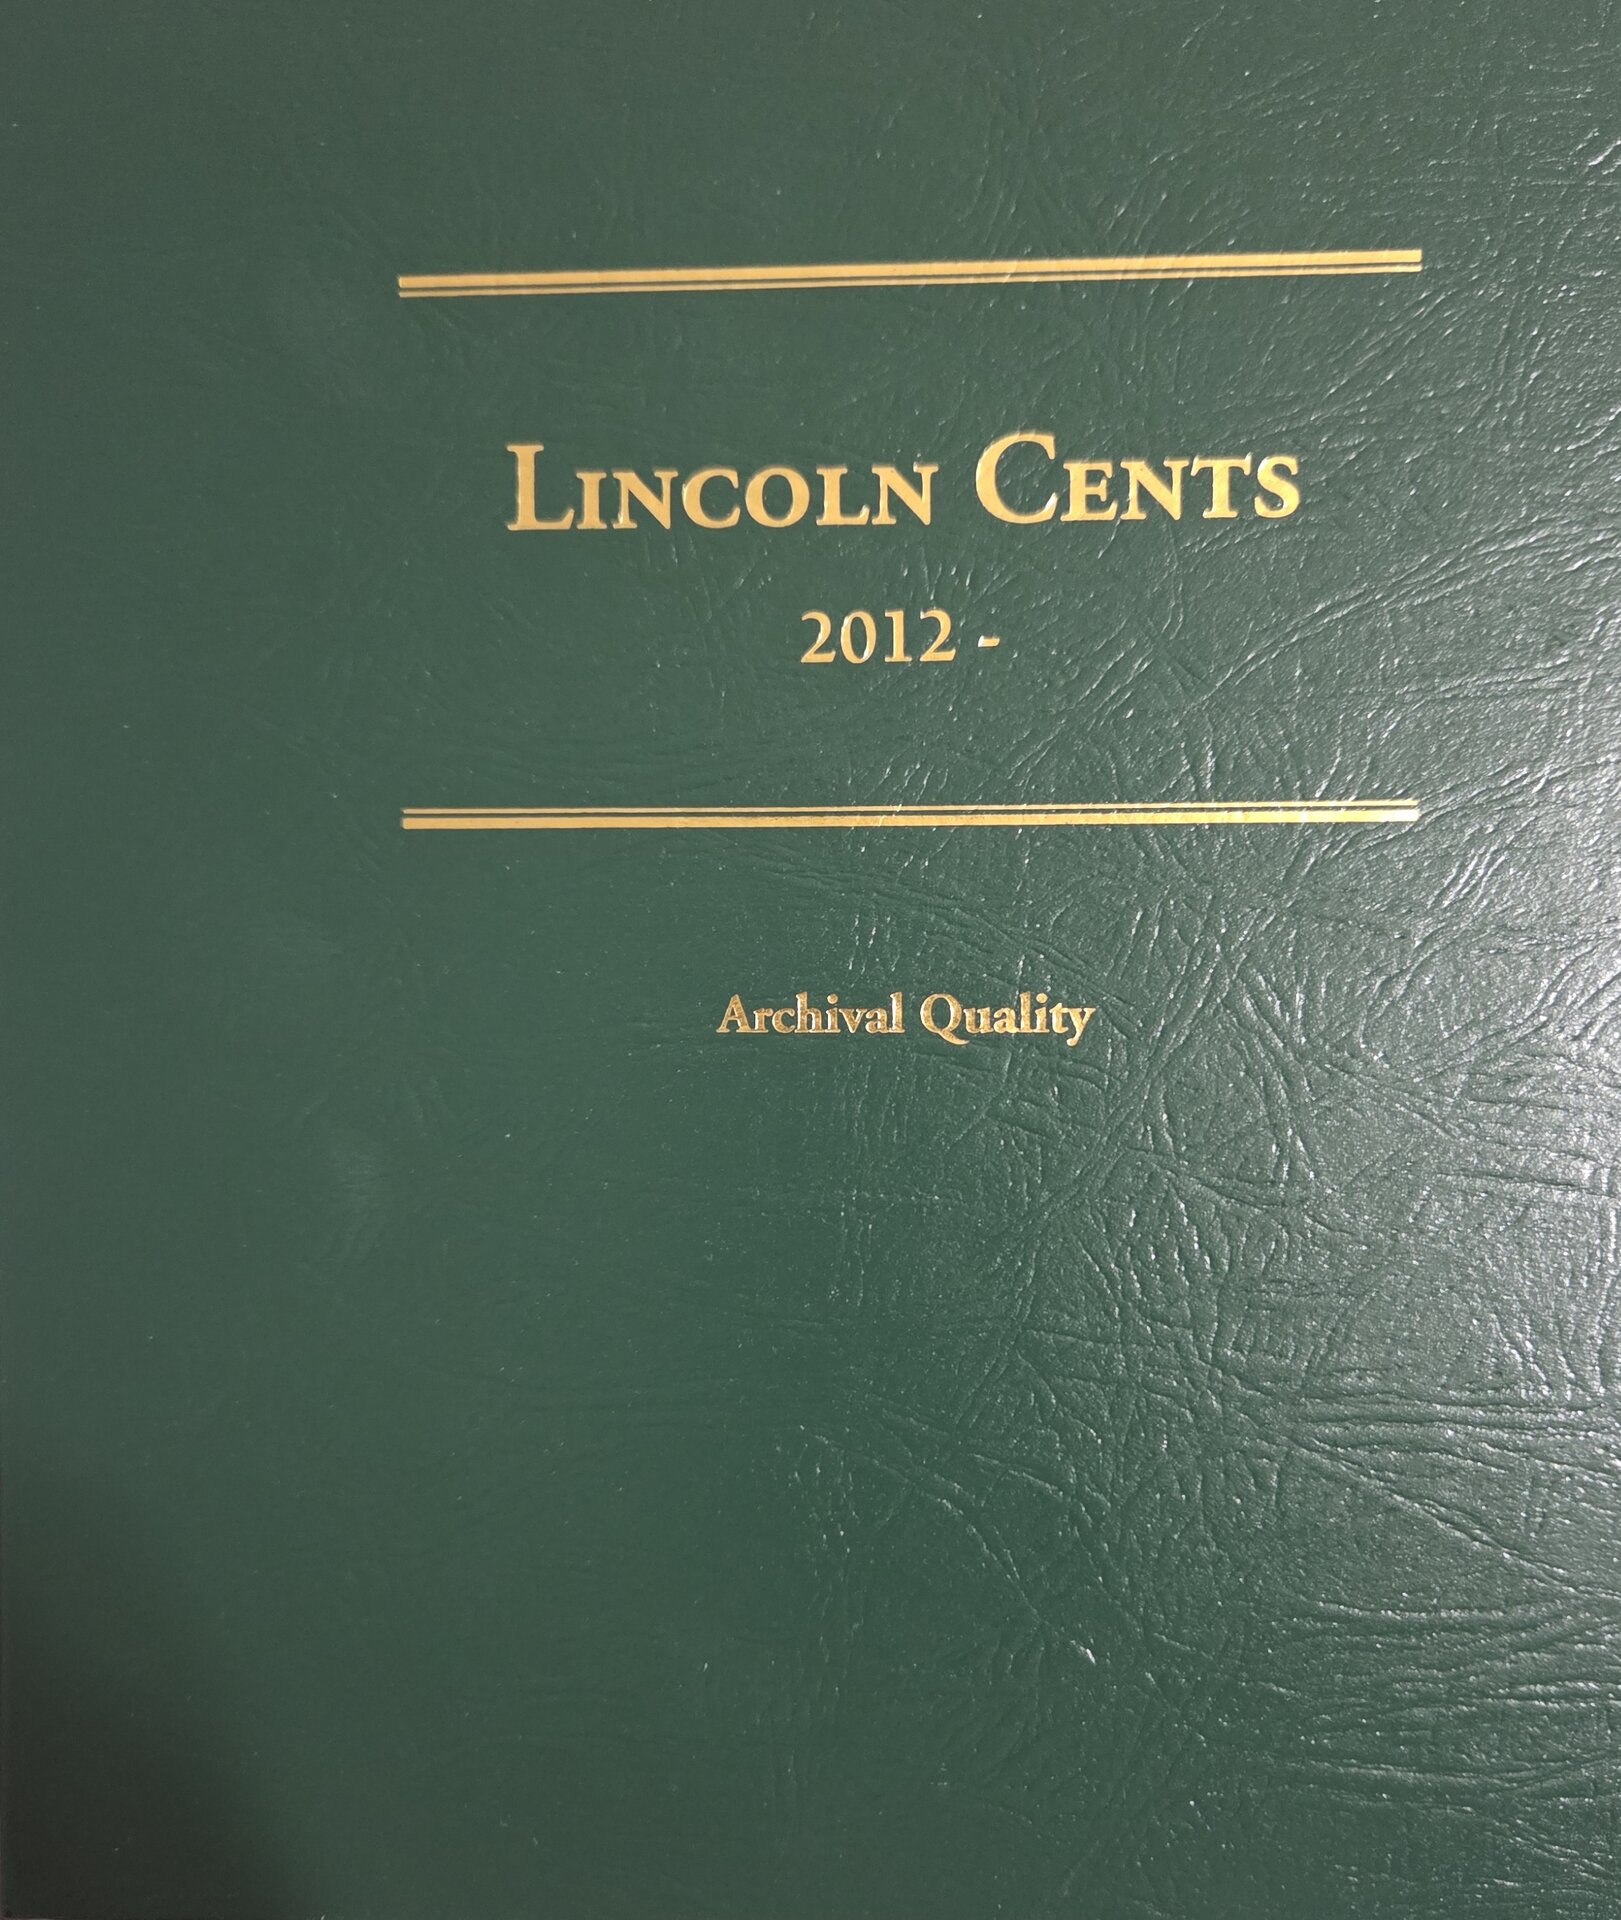 LINCOLN CENTS
2012 -
Archival Quality